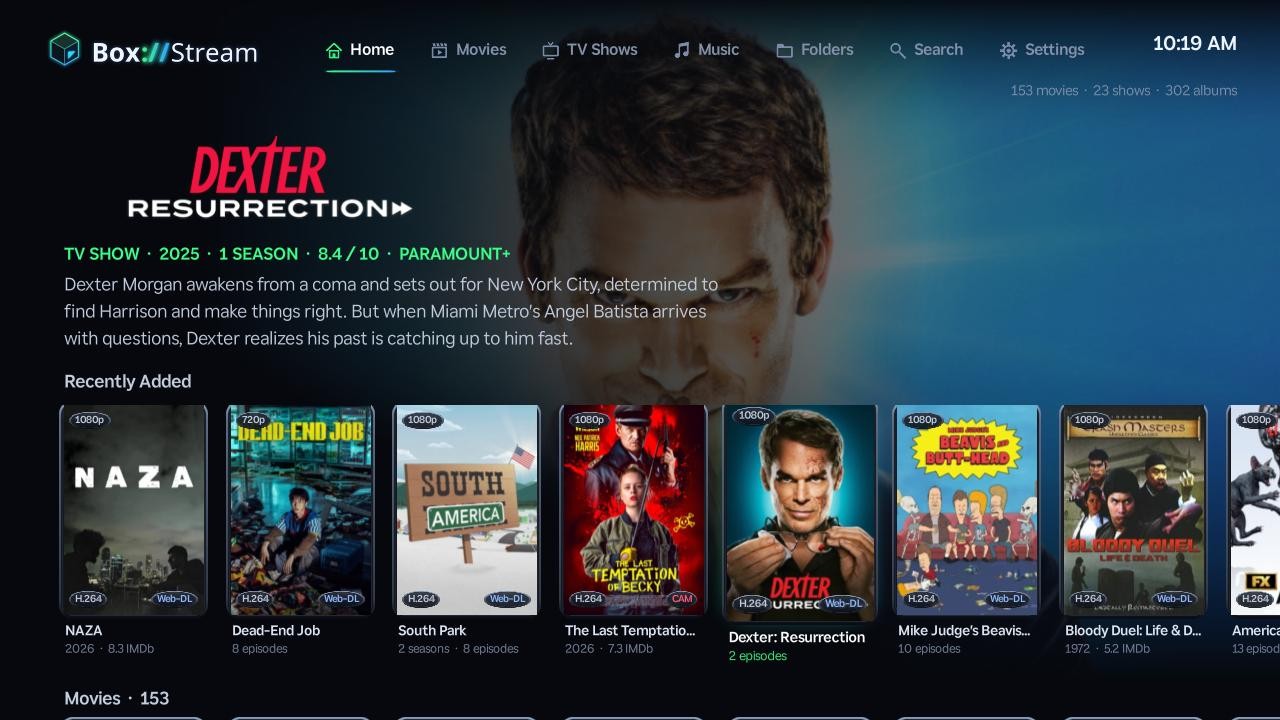 Box://Stream
Home
Movies
TV Shows
Music
Folders
Search
Settings
10:19 AM
153 movies · 23 shows · 302 albums
DEXTER
RESURRECTION
TV SHOW · 2025 · 1 SEASON · 8.4 / 10 · PARAMOUNT+
Dexter Morgan awakens from a coma and sets out for New York City, determined to
find Harrison and make things right. But when Miami Metro's Angel Batista arrives
with questions, Dexter realizes his past is catching up to him fast.
Recently Added
1080p
NAZA
H.264 Web-DL
NAZA
2026 · 8.3 IMDb
720p
DEAD-END JOB
H.264 Web-DL
Dead-End Job
8 episodes
1080p
SOUTH
AMERICA
H.264 Web-DL
South Park
2 seasons · 8 episodes
1080p
NEIL PATRICK
HARRIS
THE LAST
TEMPTATION
OF BECKY
H.264 CAM
The Last Temptatio...
2026 · 7.3 IMDb
1080p
DEXTER
H.264 Web-DL
Dexter: Resurrection
2 episodes
1080p
MIKE JUDGE'S
BEAVIS AND
BUTT-HEAD
H.264 Web-DL
Mike Judge's Beavis...
10 episodes
1080p
BLOODY DUEL
LIFE & DEATH
H.264 Web-DL
Bloody Duel: Life & D...
1972 · 5.2 IMDb
1080p
FX
H.264
America
13 episod
Movies · 153